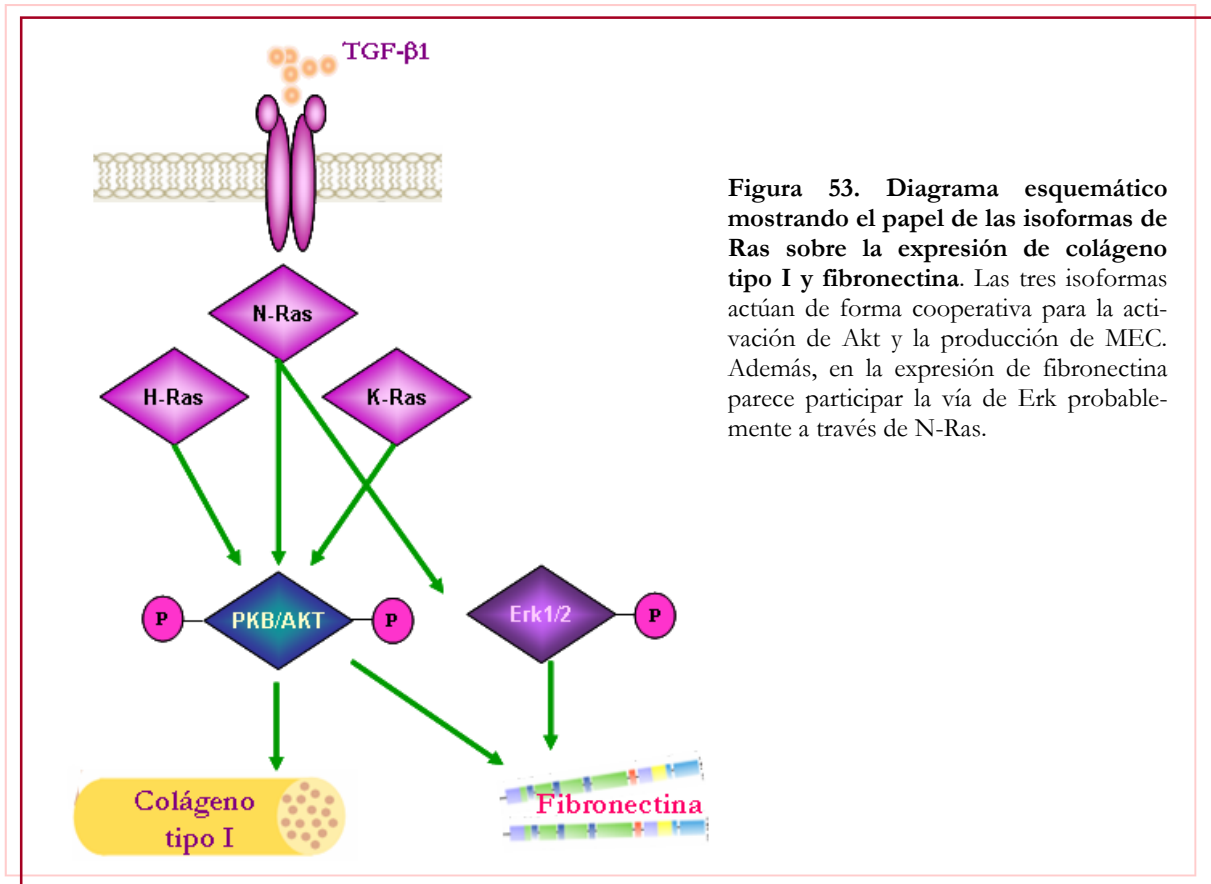 TGF-β1
N-Ras
H-Ras
K-Ras
P
PKB/AKT
P
Erk1/2
P
Colágeno
tipo I
Fibronectina
Figura 53. Diagrama esquemático
mostrando el papel de las isoformas de
Ras sobre la expresión de colágeno
tipo I y fibronectina. Las tres isoformas
actúan de forma cooperativa para la acti-
vación de Akt y la producción de MEC.
Además, en la expresión de fibronectina
parece participar la vía de Erk probable-
mente a través de N-Ras.